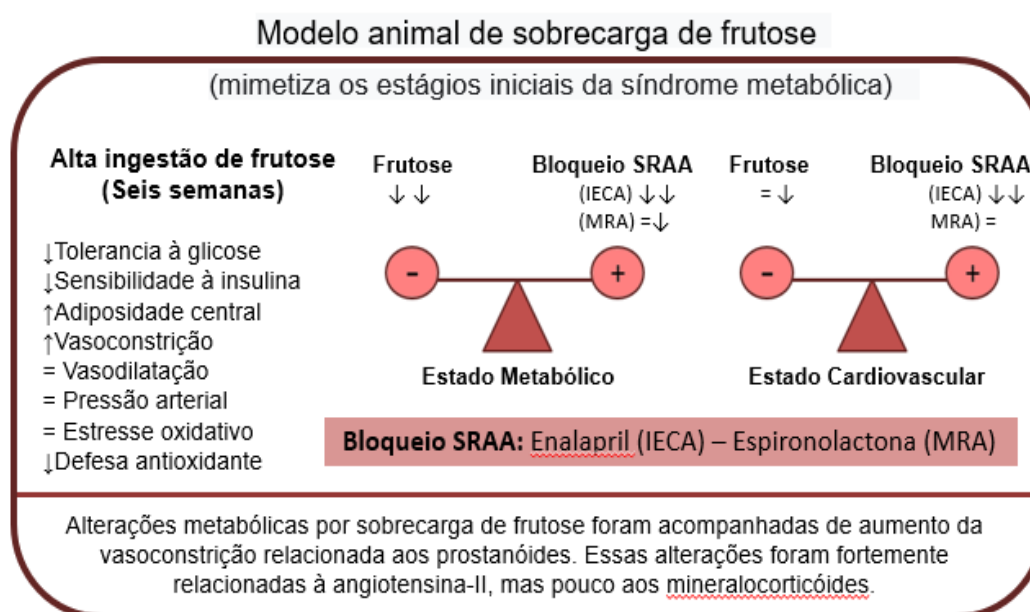 Modelo animal de sobrecarga de frutose
(mimetiza os estágios iniciais da síndrome metabólica)
Alta ingestão de frutose
(Seis semanas)
↓Tolerancia à glicose
↓Sensibilidade à insulina
↑Adiposidade central
↑Vasoconstrição
= Vasodilatação
= Pressão arterial
= Estresse oxidativo
↓Defesa antioxidante
Frutose
↓ ↓
Bloqueio SRAA
(IECA) ↓↓
(MRA) =↓
-
+
Estado Metabólico
Frutose
= ↓
Bloqueio SRAA
(IECA) ↓↓
MRA) =
-
+
Estado Cardiovascular
Bloqueio SRAA: Enalapril (IECA) – Espironolactona (MRA)
Alterações metabólicas por sobrecarga de frutose foram acompanhadas de aumento da
vasoconstrição relacionada aos prostanóides. Essas alterações foram fortemente
relacionadas à angiotensina-II, mas pouco aos mineralocorticóides.